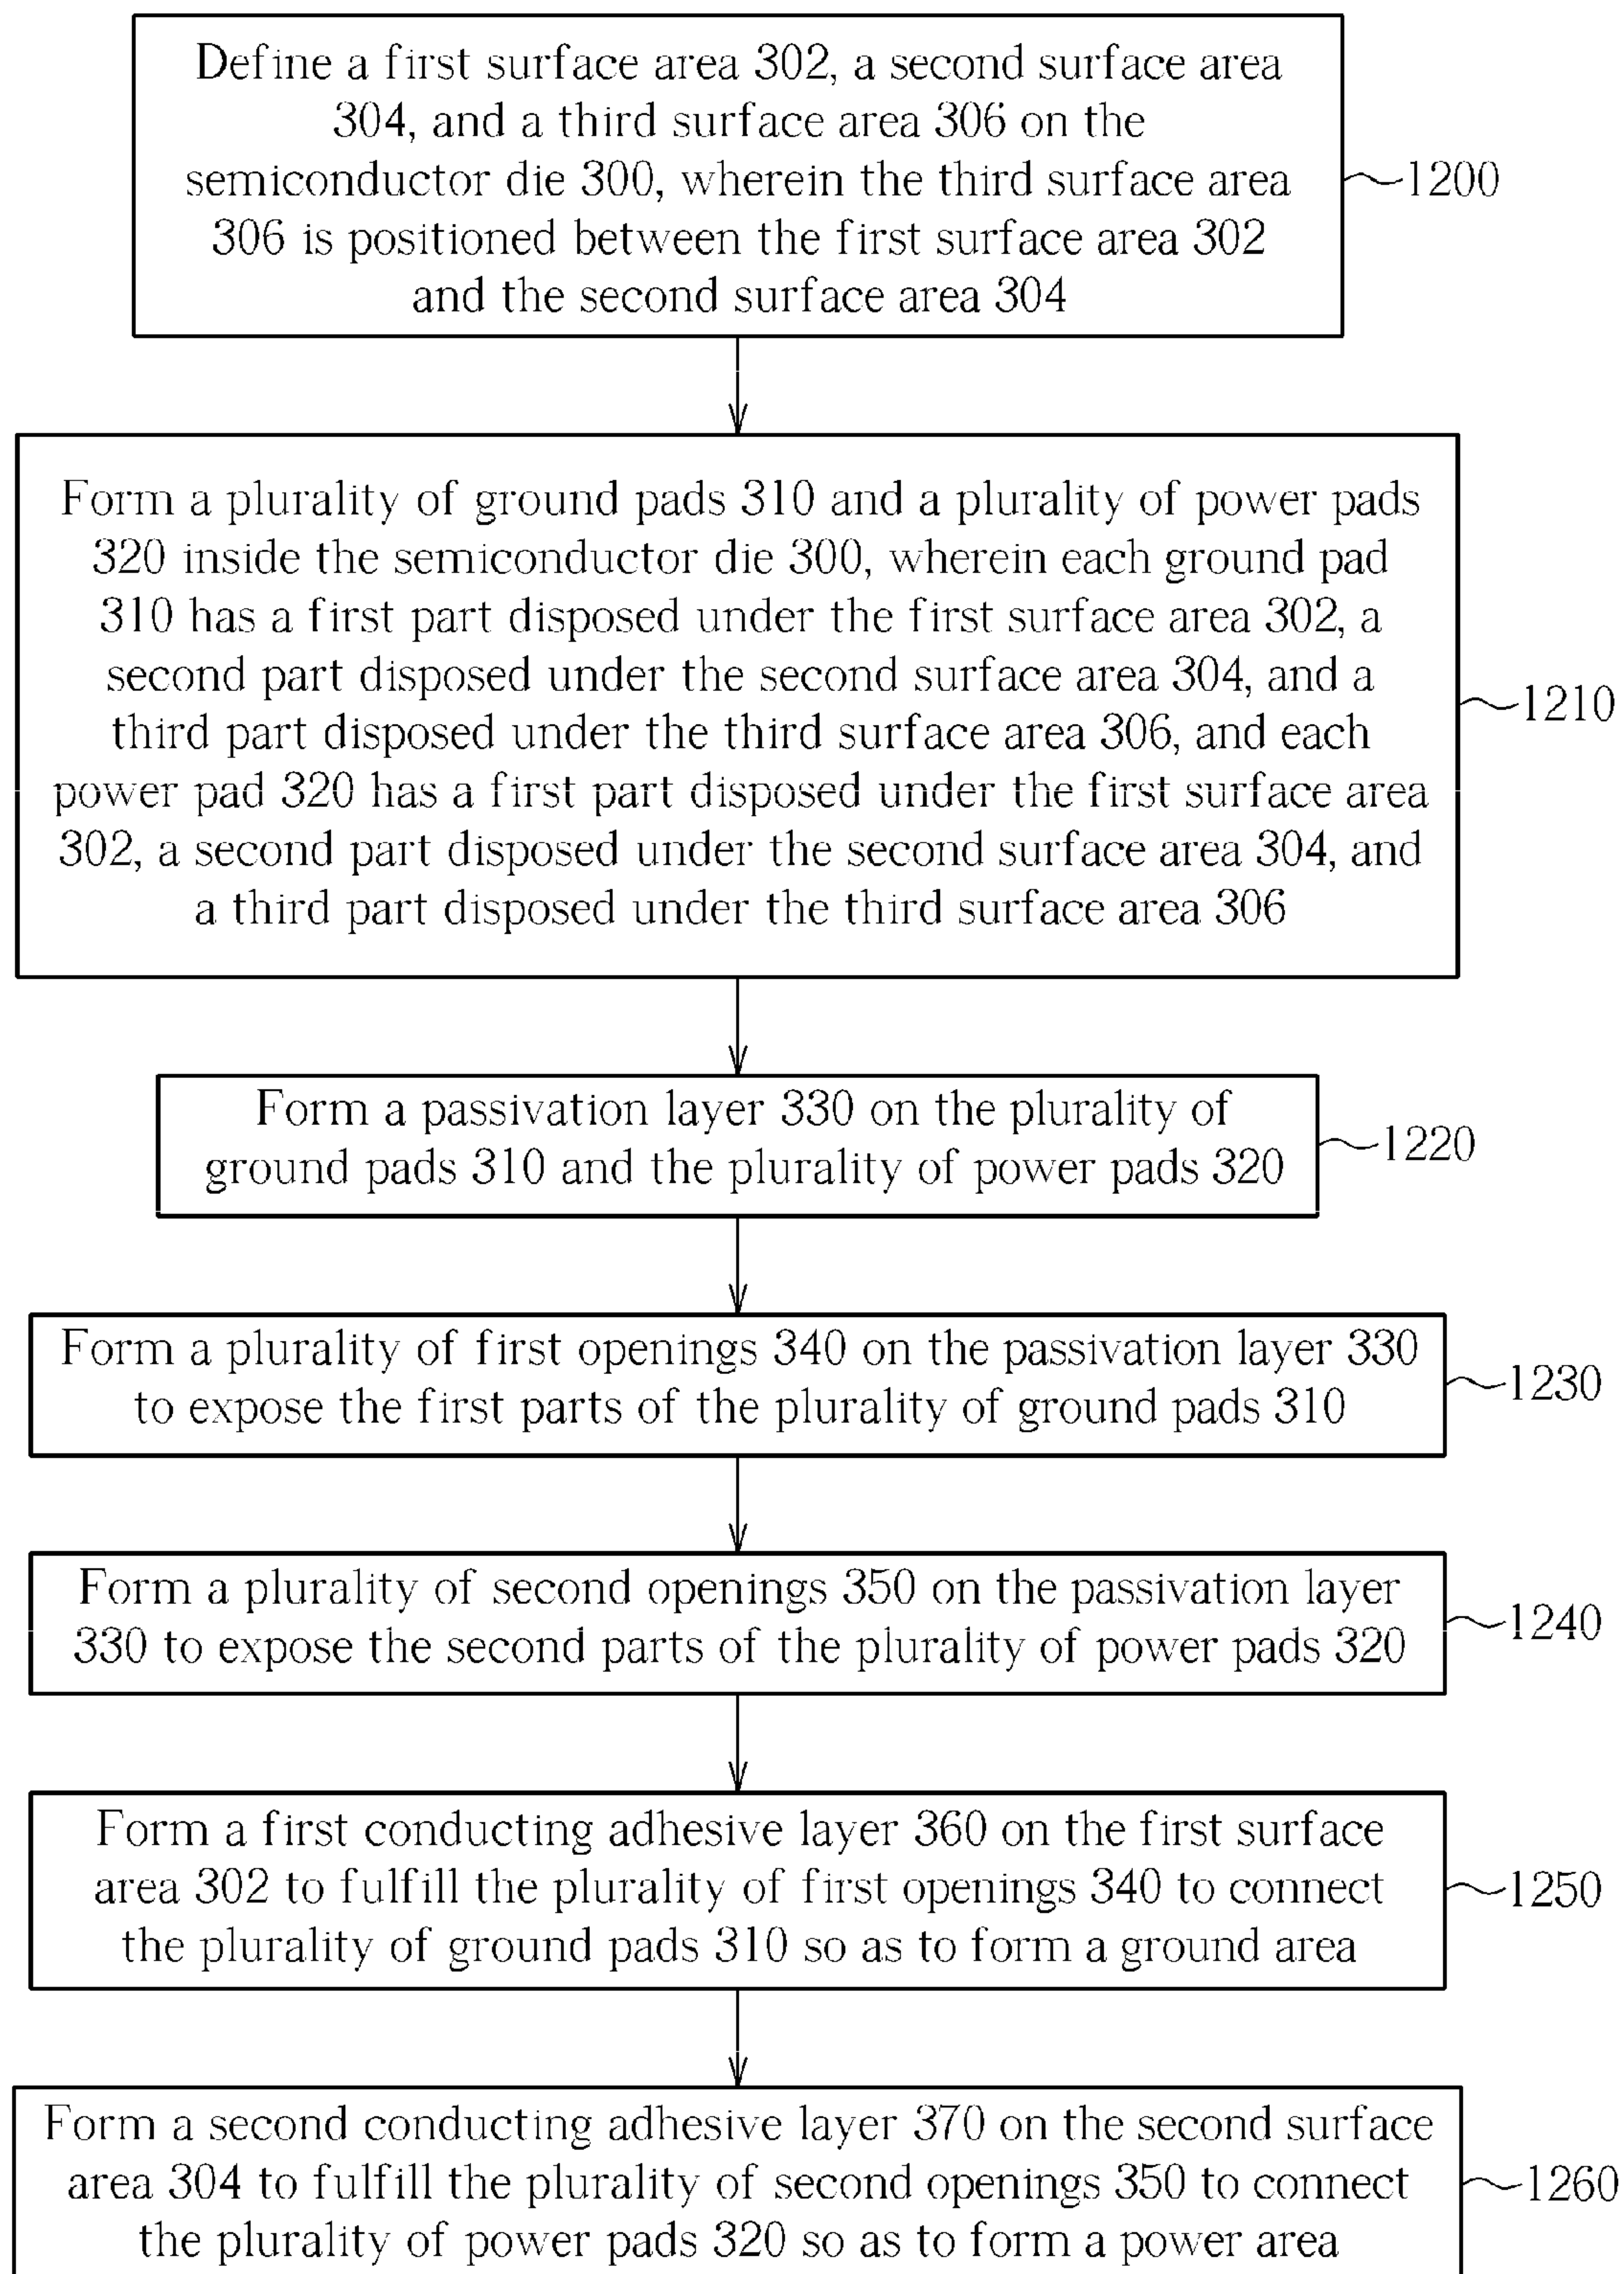 Define a first surface area 302, a second surface area
304, and a third surface area 306 on the
semiconductor die 300, wherein the third surface area
306 is positioned between the first surface area 302
and the second surface area 304
1200
Form a plurality of ground pads 310 and a plurality of power pads
320 inside the semiconductor die 300, wherein each ground pad
310 has a first part disposed under the first surface area 302, a
second part disposed under the second surface area 304, and a
third part disposed under the third surface area 306, and each
power pad 320 has a first part disposed under the first surface area
302, a second part disposed under the second surface area 304, and
a third part disposed under the third surface area 306
1210
Form a passivation layer 330 on the plurality of
ground pads 310 and the plurality of power pads 320
1220
Form a plurality of first openings 340 on the passivation layer 330
to expose the first parts of the plurality of ground pads 310
1230
Form a plurality of second openings 350 on the passivation layer
330 to expose the second parts of the plurality of power pads 320
1240
Form a first conducting adhesive layer 360 on the first surface
area 302 to fulfill the plurality of first openings 340 to connect
the plurality of ground pads 310 so as to form a ground area
1250
Form a second conducting adhesive layer 370 on the second surface
area 304 to fulfill the plurality of second openings 350 to connect
the plurality of power pads 320 so as to form a power area
1260